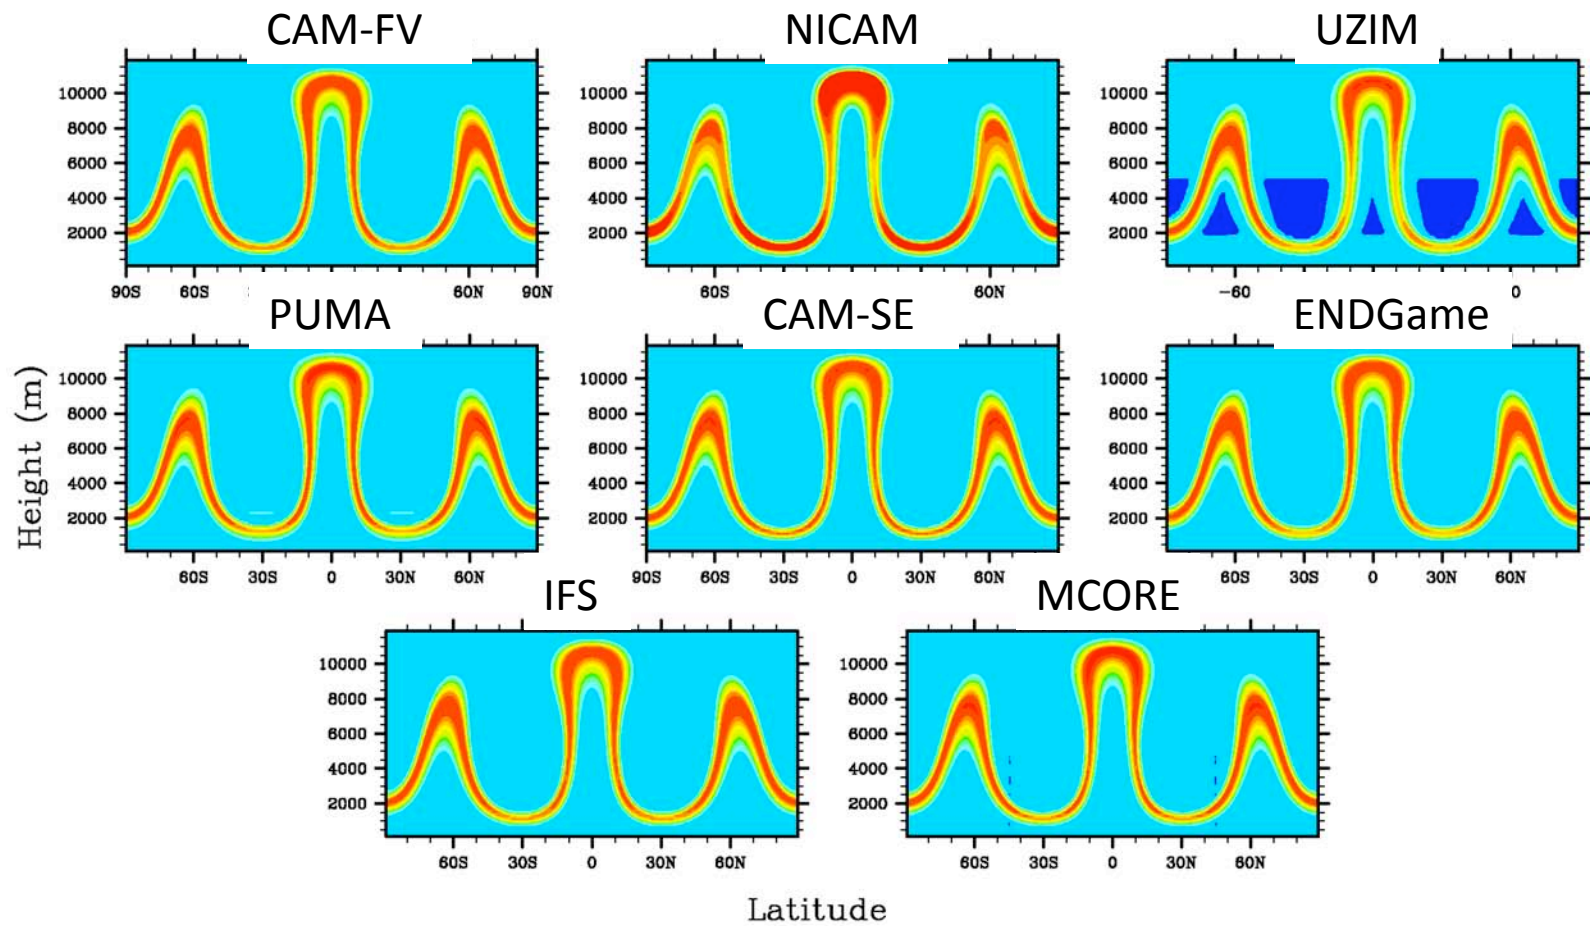 CAM-FV NICAM UZIM
10000 10000 10000
8000 8000 8000
6000 6000 6000
4000 4000 4000
2000 2000 2000
90S 60S 60N 90N 60S 60N -60 0
PUMA CAM-SE ENDGame
10000 10000 10000
8000 8000 8000
6000 6000 6000
4000 4000 4000
2000 2000 2000
60S 30S 0 30N 60N 90S 60S 30S 0 30N 60N 60S 30S 0 30N 60N
Height (m)
IFS MCORE
10000 10000
8000 8000
6000 6000
4000 4000
2000 2000
60S 30S 0 30N 60N 60S 30S 0 30N 60N
Latitude